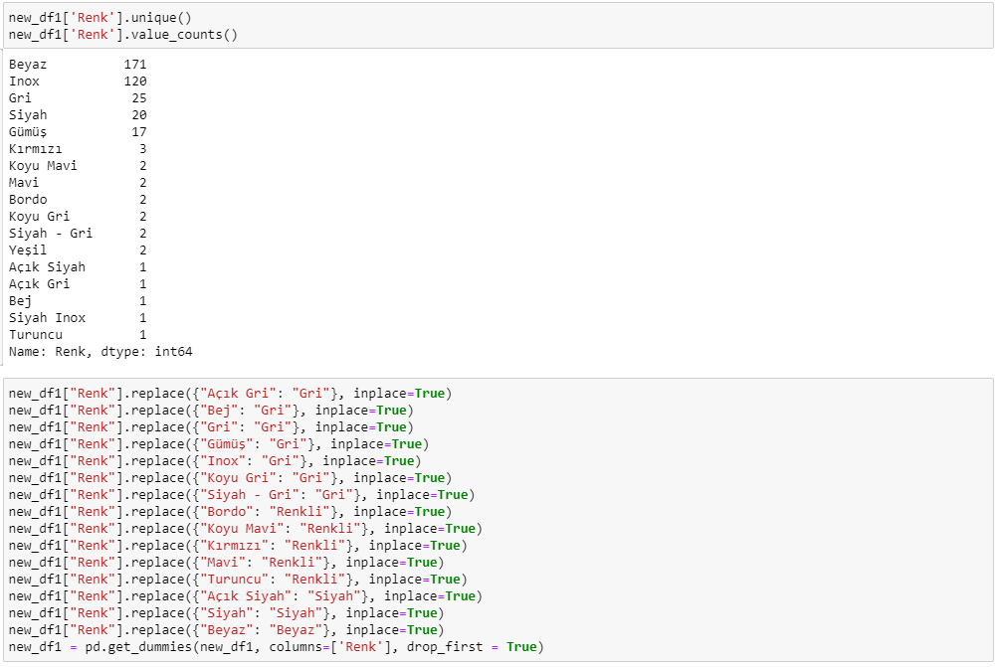 new_df1['Renk'].unique()
new_df1['Renk'].value_counts()
Beyaz 171
Inox 120
Gri 25
Siyah 20
Gümüş 17
Kırmızı 3
Koyu Mavi 2
Mavi 2
Bordo 2
Koyu Gri 2
Siyah - Gri 2
Yeşil 2
Açık Siyah 1
Açık Gri 1
Bej 1
Siyah Inox 1
Turuncu 1
Name: Renk, dtype: int64
new_df1["Renk"].replace({"Açık Gri": "Gri"}, inplace=True)
new_df1["Renk"].replace({"Bej": "Gri"}, inplace=True)
new_df1["Renk"].replace({"Gri": "Gri"}, inplace=True)
new_df1["Renk"].replace({"Gümüş": "Gri"}, inplace=True)
new_df1["Renk"].replace({"Inox": "Gri"}, inplace=True)
new_df1["Renk"].replace({"Koyu Gri": "Gri"}, inplace=True)
new_df1["Renk"].replace({"Siyah - Gri": "Gri"}, inplace=True)
new_df1["Renk"].replace({"Bordo": "Renkli"}, inplace=True)
new_df1["Renk"].replace({"Koyu Mavi": "Renkli"}, inplace=True)
new_df1["Renk"].replace({"Kırmızı": "Renkli"}, inplace=True)
new_df1["Renk"].replace({"Mavi": "Renkli"}, inplace=True)
new_df1["Renk"].replace({"Turuncu": "Renkli"}, inplace=True)
new_df1["Renk"].replace({"Açık Siyah": "Siyah"}, inplace=True)
new_df1["Renk"].replace({"Siyah": "Siyah"}, inplace=True)
new_df1["Renk"].replace({"Beyaz": "Beyaz"}, inplace=True)
new_df1 = pd.get_dummies(new_df1, columns=['Renk'], drop_first = True)